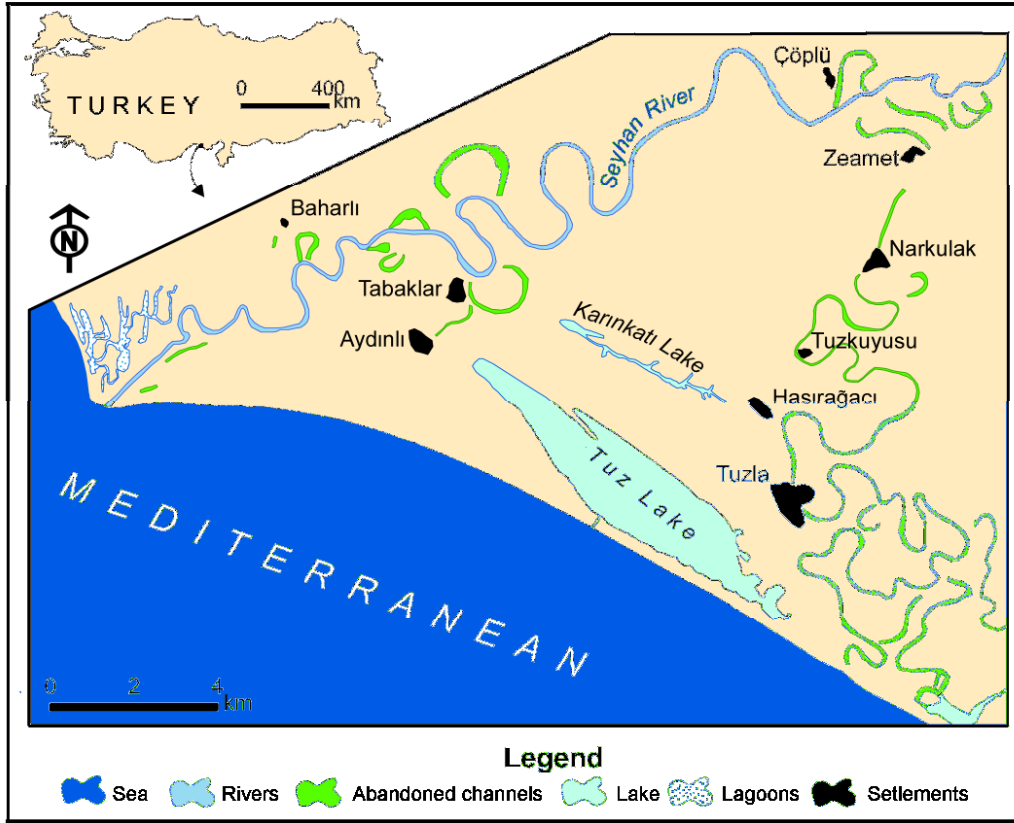 TURKEY
0 400
km
N
Çöplü
Seyhan River
Zeamet
Baharlı
Narkulak
Tabaklar
Karınkatı Lake
Aydınlı
Tuzkuyusu
Hasırağacı
Tuz Lake
Tuzla
MEDITERRANEAN
0 2 4
km
Legend
Sea Rivers Abandoned channels Lake Lagoons Setlements